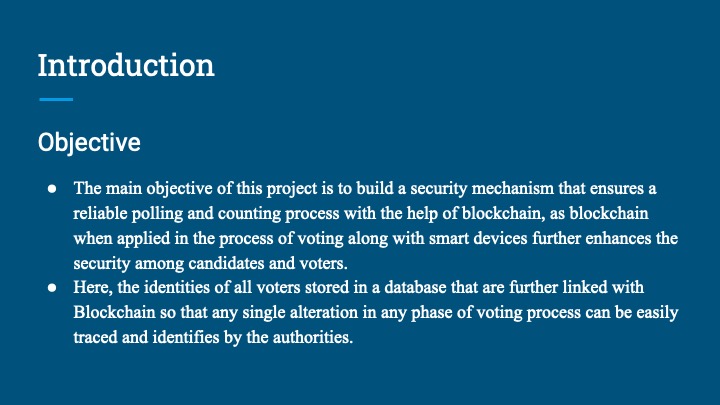 Introduction
Objective
● The main objective of this project is to build a security mechanism that ensures a
reliable polling and counting process with the help of blockchain, as blockchain
when applied in the process of voting along with smart devices further enhances the
security among candidates and voters.
● Here, the identities of all voters stored in a database that are further linked with
Blockchain so that any single alteration in any phase of voting process can be easily
traced and identifies by the authorities.